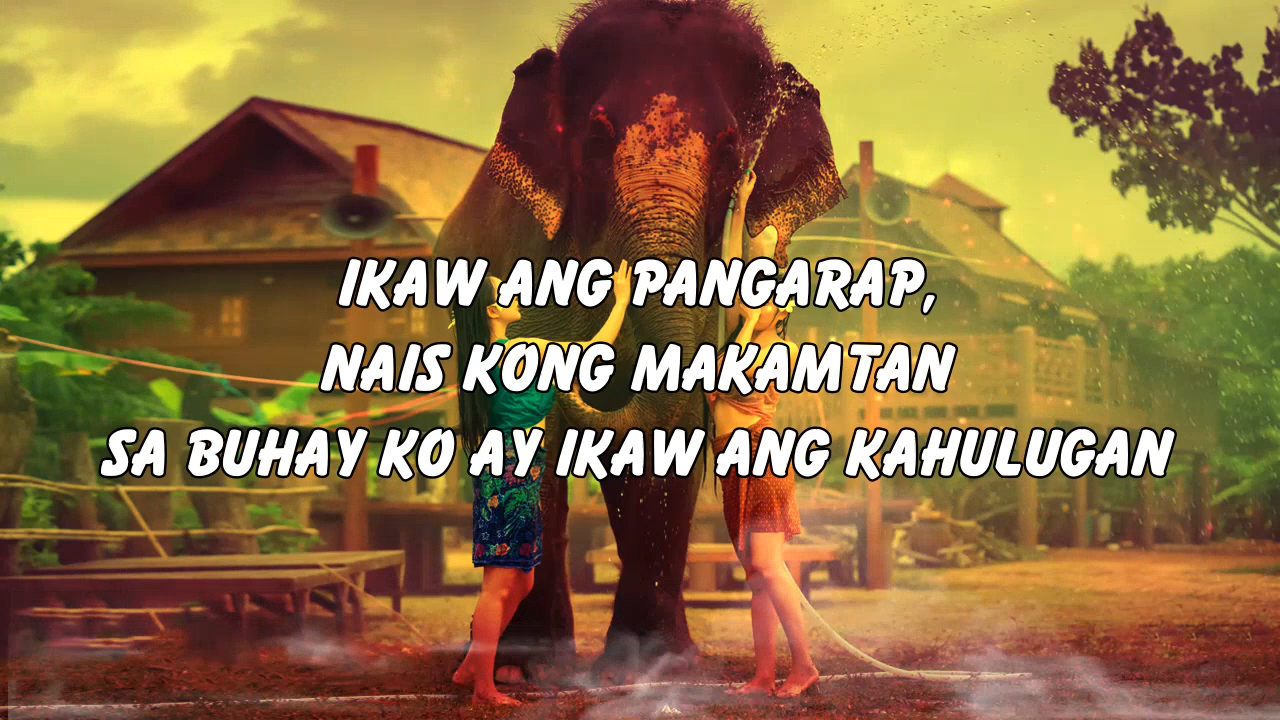 IKAW ANG PANGARAP,
NAIS KONG MAKAMTAN
SA BUHAY KO AY IKAW ANG KAHULUGAN